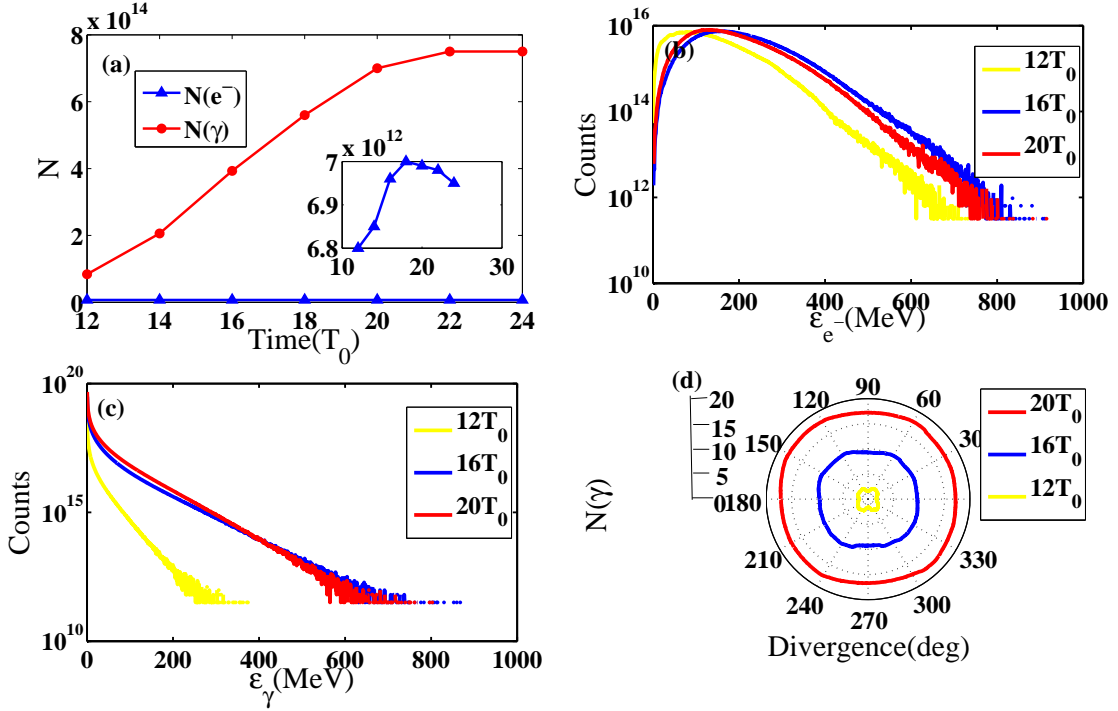 x 10^14
8
6
4
2
0
N
(a)
N(e^−)
N(γ)
x 10^12
7
6.9
6.8
10 20 30
12 14 16 18 20 22 24
Time(T_0)
10^16
10^14
10^12
10^10
Counts
(b)
12T_0
16T_0
20T_0
0 200 400 600 800 1000
ε_e^−(MeV)
10^20
10^15
10^10
Counts
(c)
12T_0
16T_0
20T_0
0 200 400 600 800 1000
ε_γ(MeV)
(d)
20
15
10
5
0
N(γ)
90
60
30
330
300
270
240
210
180
150
120
20T_0
16T_0
12T_0
Divergence(deg)